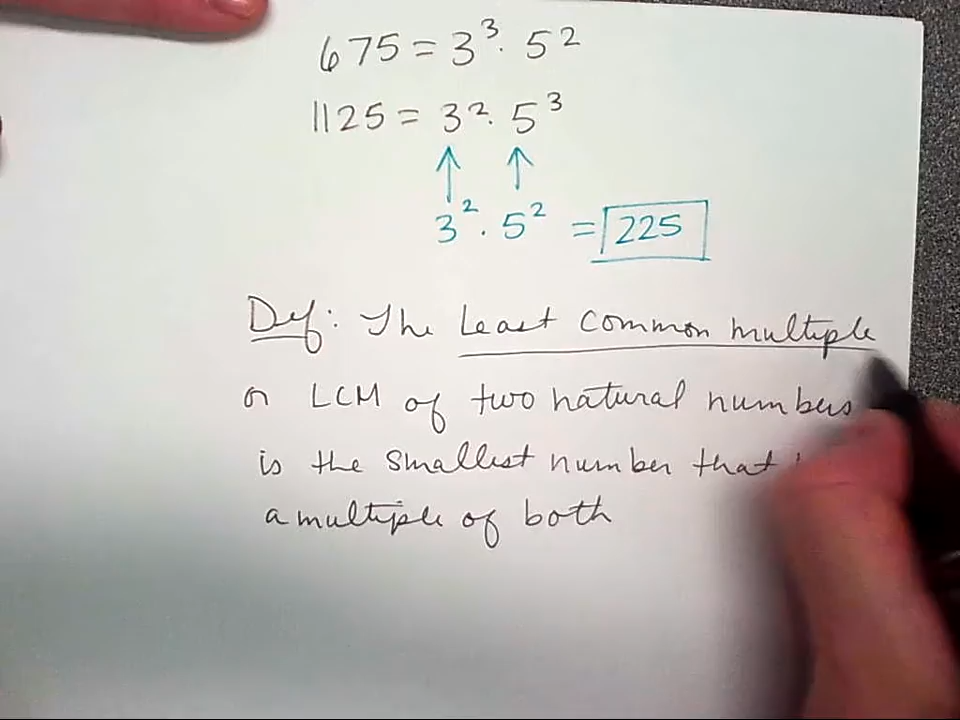 675 = 3³ · 5²
1125 = 3² · 5³
↑ ↑
3² · 5² = 225
Def: The Least Common Multiple
or LCM of two natural numbers
is the smallest number that
a multiple of both